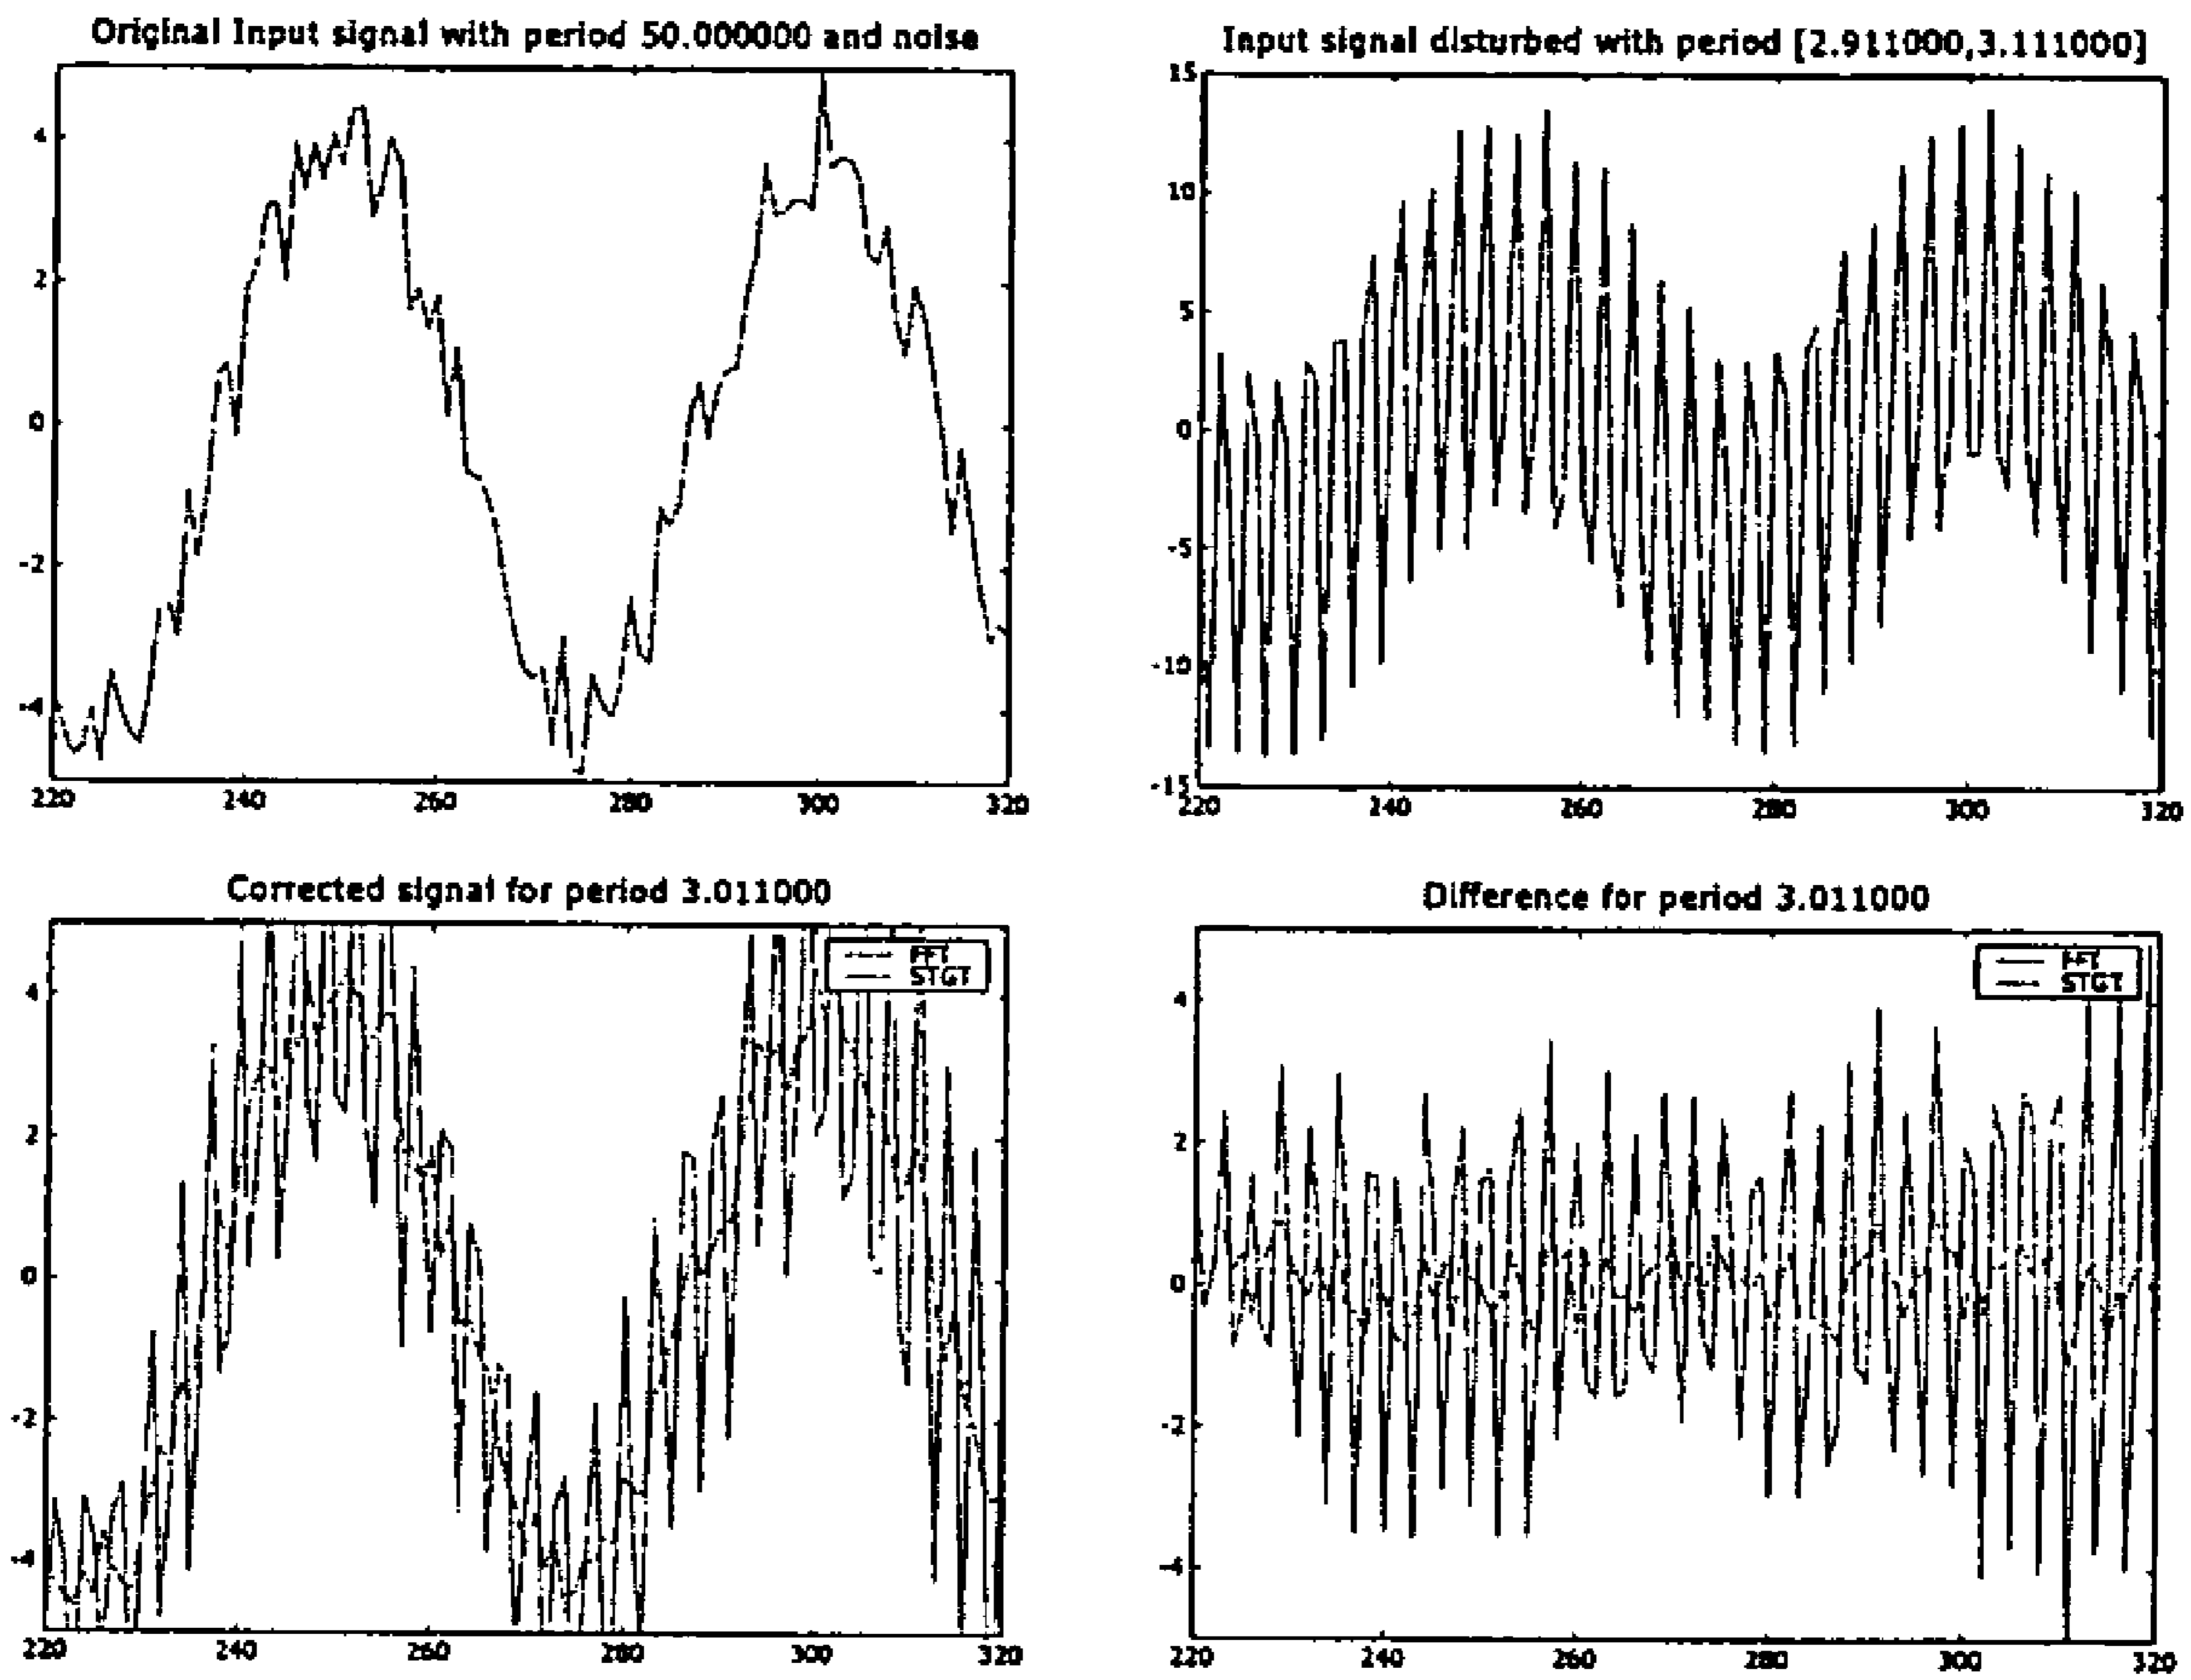 Original Input signal with period 50.000000 and noise
4
2
0
-2
-4
220 240 260 280 300 320
Input signal disturbed with period [2.911000,3.111000]
15
10
5
0
-5
-10
-15
220 240 260 280 300 320
Corrected signal for period 3.011000
FFT
STGT
4
2
0
-2
-4
220 240 260 280 300 320
Difference for period 3.011000
FFT
STGT
4
2
0
-2
-4
220 240 260 280 300 320